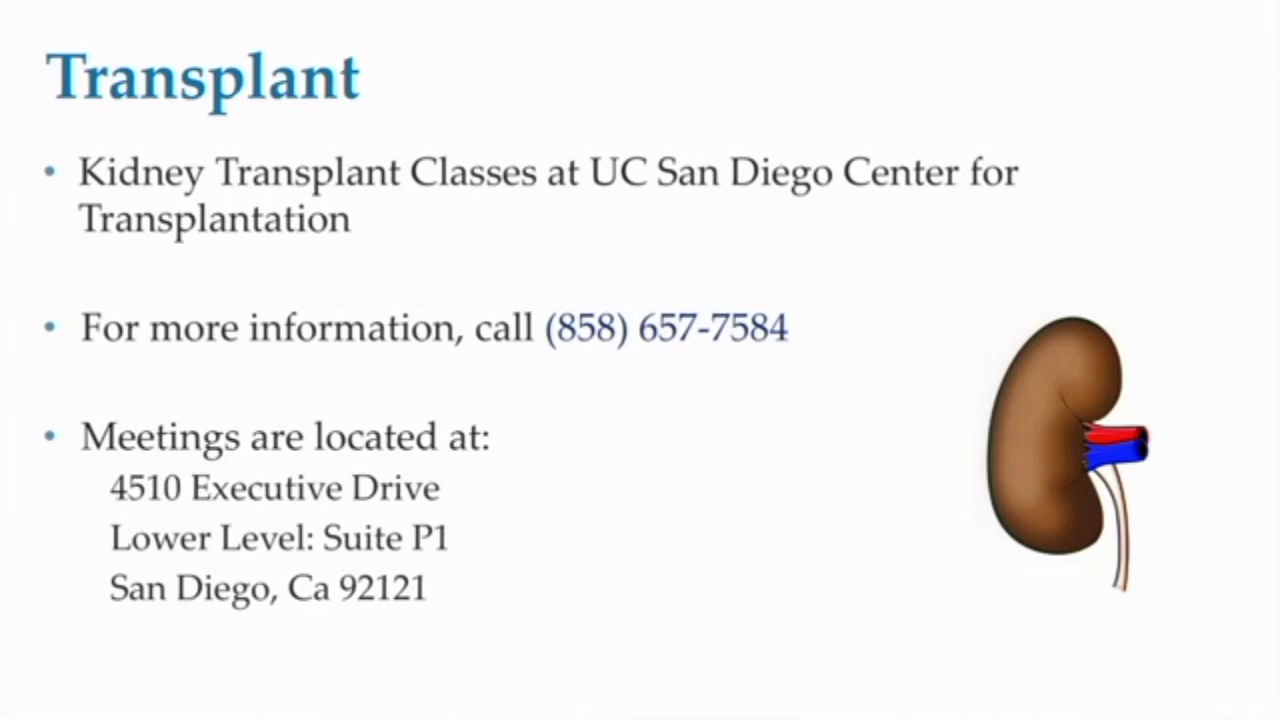 Transplant
• Kidney Transplant Classes at UC San Diego Center for
Transplantation
• For more information, call (858) 657-7584
• Meetings are located at:
4510 Executive Drive
Lower Level: Suite P1
San Diego, Ca 92121